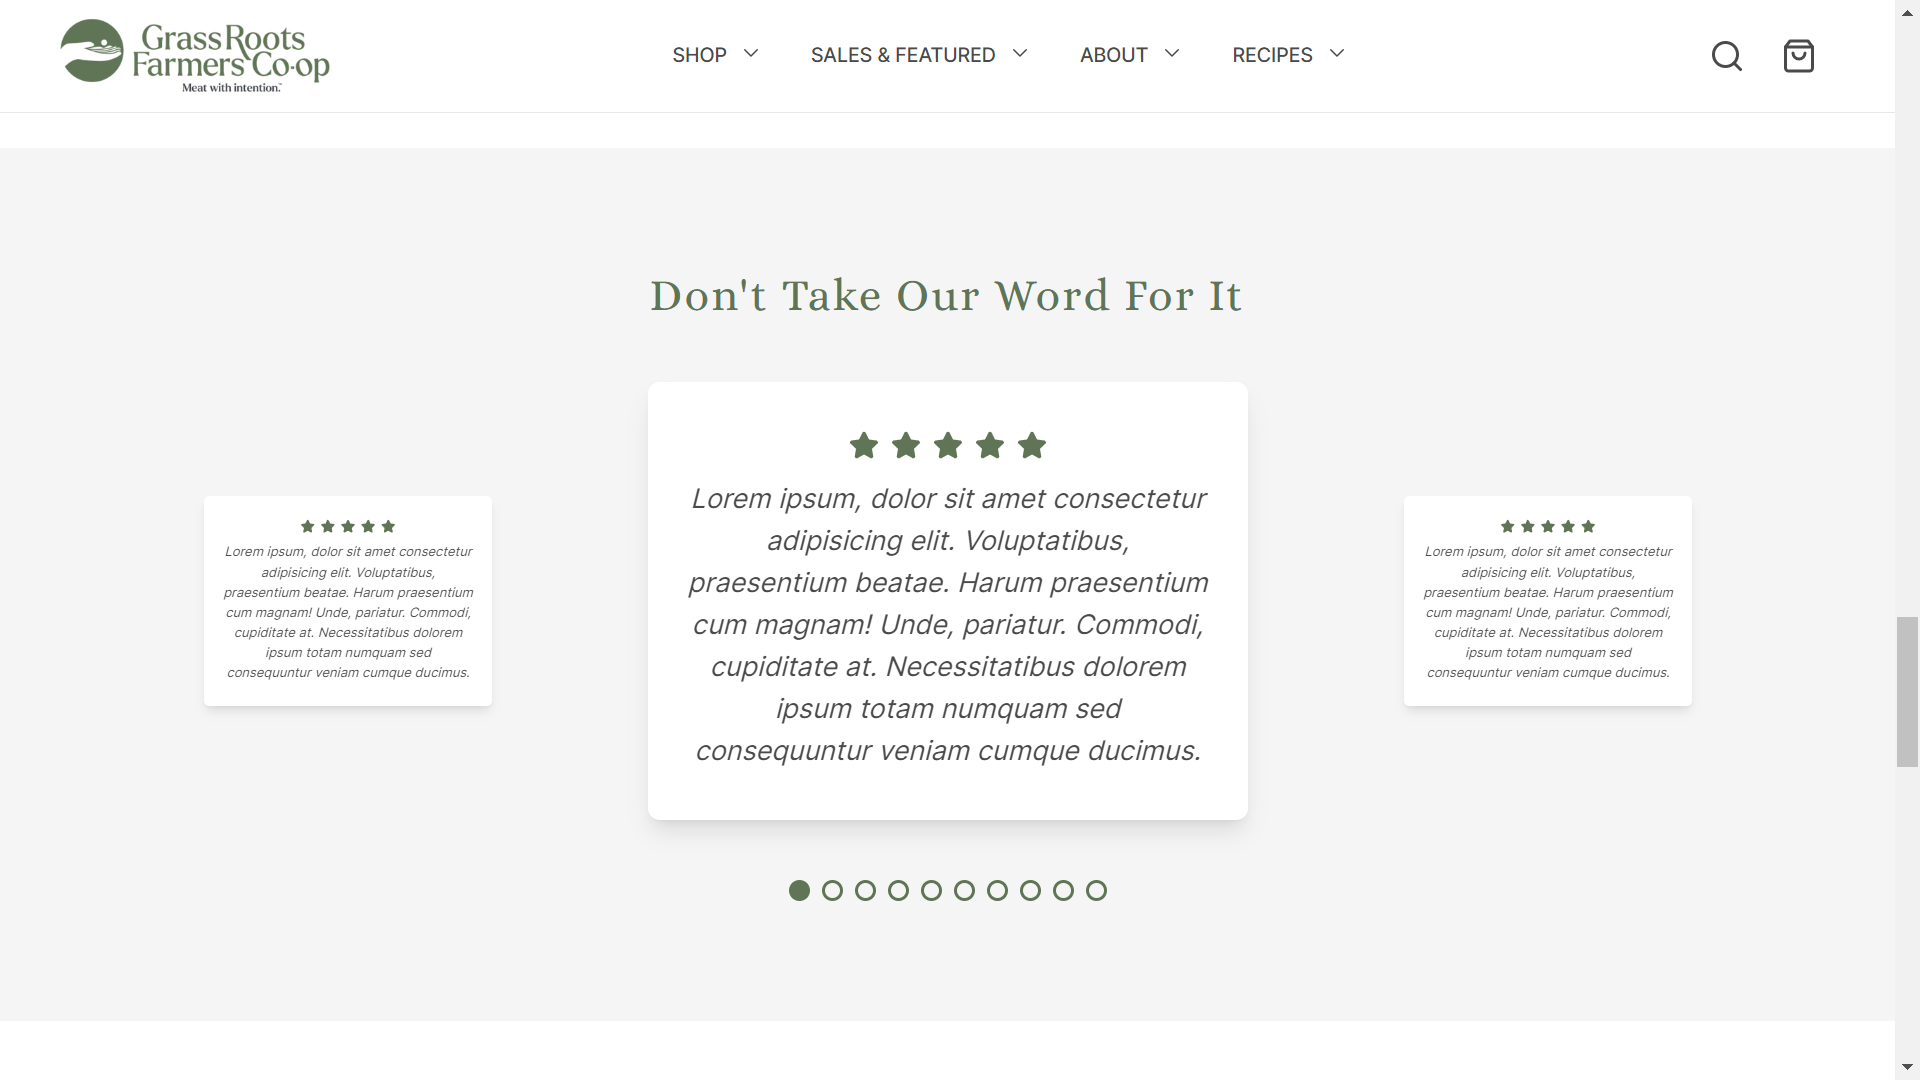 Grass Roots
Farmers' Co-op
Meat with intention.™
SHOP
SALES & FEATURED
ABOUT
RECIPES
Don't Take Our Word For It
Lorem ipsum, dolor sit amet consectetur
adipisicing elit. Voluptatibus,
praesentium beatae. Harum praesentium
cum magnam! Unde, pariatur. Commodi,
cupiditate at. Necessitatibus dolorem
ipsum totam numquam sed
consequuntur veniam cumque ducimus.
Lorem ipsum, dolor sit amet consectetur
adipisicing elit. Voluptatibus,
praesentium beatae. Harum praesentium
cum magnam! Unde, pariatur. Commodi,
cupiditate at. Necessitatibus dolorem
ipsum totam numquam sed
consequuntur veniam cumque ducimus.
Lorem ipsum, dolor sit amet consectetur
adipisicing elit. Voluptatibus,
praesentium beatae. Harum praesentium
cum magnam! Unde, pariatur. Commodi,
cupiditate at. Necessitatibus dolorem
ipsum totam numquam sed
consequuntur veniam cumque ducimus.